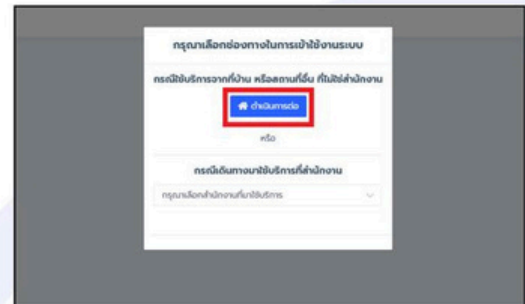 กรุณาเลือกช่องทางในการเข้าใช้งานระบบ
กรณีใช้บริการจากที่บ้าน หรือสถานที่อื่น ที่ไม่ใช่สำนักงาน
ดำเนินการต่อ
หรือ
กรณีเดินทางมาใช้บริการที่สำนักงาน
กรุณาเลือกสำนักงานที่มาใช้บริการ